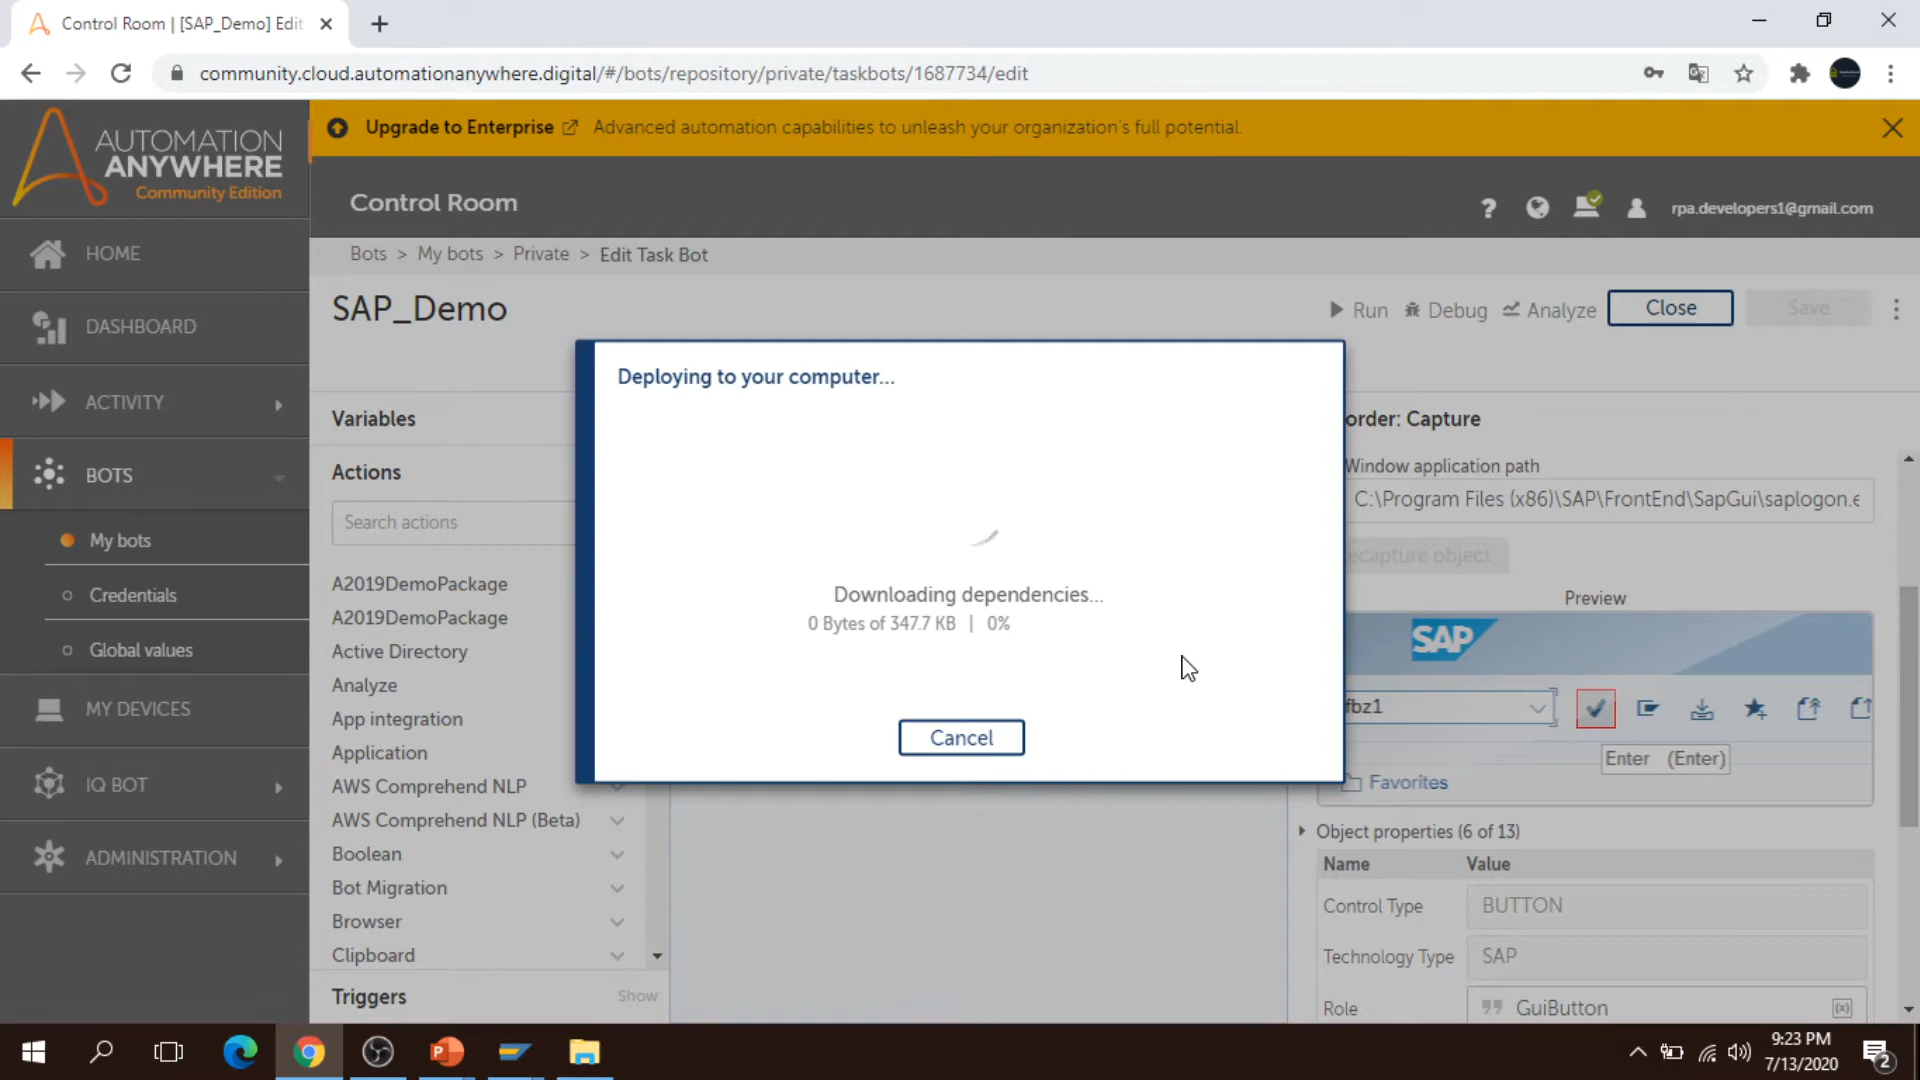 Control Room | [SAP_Demo] Edit
community.cloud.automationanywhere.digital/#/bots/repository/private/taskbots/1687734/edit
AUTOMATION
ANYWHERE
Community Edition
Upgrade to Enterprise
Advanced automation capabilities to unleash your organization's full potential.
Control Room
?
rpa.developers1@gmail.com
HOME
DASHBOARD
ACTIVITY
BOTS
My bots
Credentials
Global values
MY DEVICES
IQ BOT
ADMINISTRATION
Bots > My bots > Private > Edit Task Bot
SAP_Demo
Run
Debug
Analyze
Close
Save
Variables
Actions
Search actions
A2019DemoPackage
A2019DemoPackage
Active Directory
Analyze
App integration
Application
AWS Comprehend NLP
AWS Comprehend NLP (Beta)
Boolean
Bot Migration
Browser
Clipboard
Triggers
Show
Deploying to your computer...
Downloading dependencies...
0 Bytes of 347.7 KB | 0%
Cancel
order: Capture
Window application path
C:\Program Files (x86)\SAP\FrontEnd\SapGui\saplogon.e
ecapture object
Preview
SAP
fbz1
Enter (Enter)
Favorites
Object properties (6 of 13)
Name Value
Control Type BUTTON
Technology Type SAP
Role GuiButton
(x)
9:23 PM
7/13/2020
2